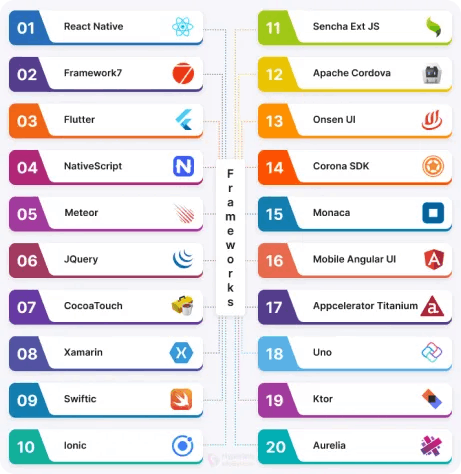 01 React Native
02 Framework7
03 Flutter
04 NativeScript
05 Meteor
06 JQuery
07 CocoaTouch
08 Xamarin
09 Swiftic
10 Ionic
Frameworks
11 Sencha Ext JS
12 Apache Cordova
13 Onsen UI
14 Corona SDK
15 Monaca
16 Mobile Angular UI
17 Appcelerator Titanium
18 Uno
19 Ktor
20 Aurelia